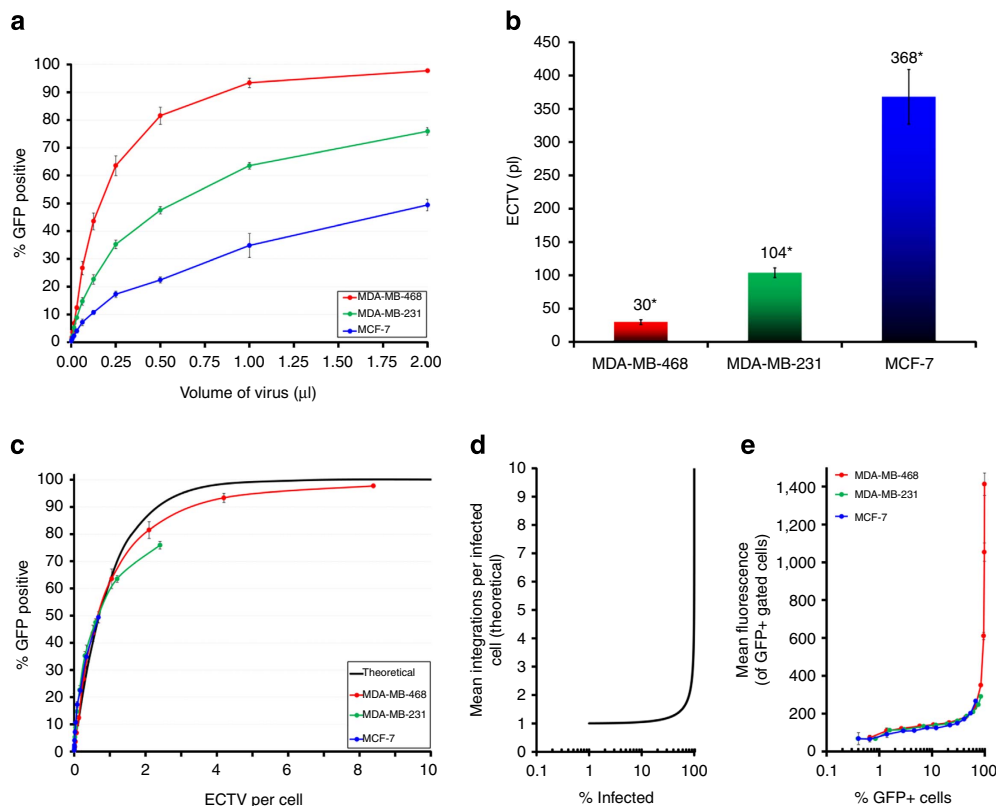 a
100
90
80
70
60
50
40
30
20
10
0
% GFP positive
0.00 0.25 0.50 0.75 1.00 1.25 1.50 1.75 2.00
Volume of virus (µl)
MDA-MB-468
MDA-MB-231
MCF-7
b
450
400
350
300
250
200
150
100
50
0
ECTV (pl)
30*
104*
368*
MDA-MB-468 MDA-MB-231 MCF-7
c
100
90
80
70
60
50
40
30
20
10
0
% GFP positive
0 2 4 6 8 10
ECTV per cell
Theoretical
MDA-MB-468
MDA-MB-231
MCF-7
d
10
9
8
7
6
5
4
3
2
1
0
Mean integrations per infected
cell (theoretical)
0.1 1 10 100
% Infected
e
MDA-MB-468
MDA-MB-231
MCF-7
1,400
1,200
1,000
800
600
400
200
0
Mean fluorescence
(of GFP+ gated cells)
0.1 1 10 100
% GFP+ cells